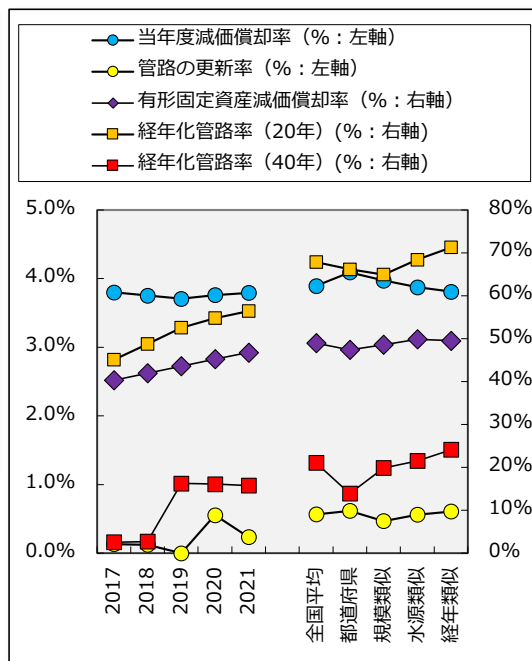 当年度減価償却率（%：左軸）
管路の更新率（%：左軸）
有形固定資産減価償却率（%：右軸）
経年化管路率（20年）(%：右軸)
経年化管路率（40年）(%：右軸)
5.0%
4.0%
3.0%
2.0%
1.0%
0.0%
80%
70%
60%
50%
40%
30%
20%
10%
0%
2017
2018
2019
2020
2021
全国平均
都道府県
規模類似
水源類似
経年類似